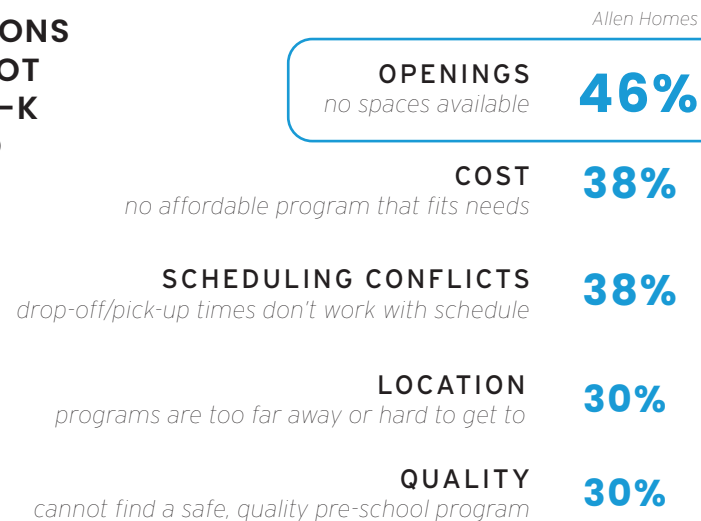 ONS
OT
–K
Allen Homes
OPENINGS
no spaces available
46%
COST
no affordable program that fits needs
38%
SCHEDULING CONFLICTS
drop-off/pick-up times don't work with schedule
38%
LOCATION
programs are too far away or hard to get to
30%
QUALITY
cannot find a safe, quality pre-school program
30%